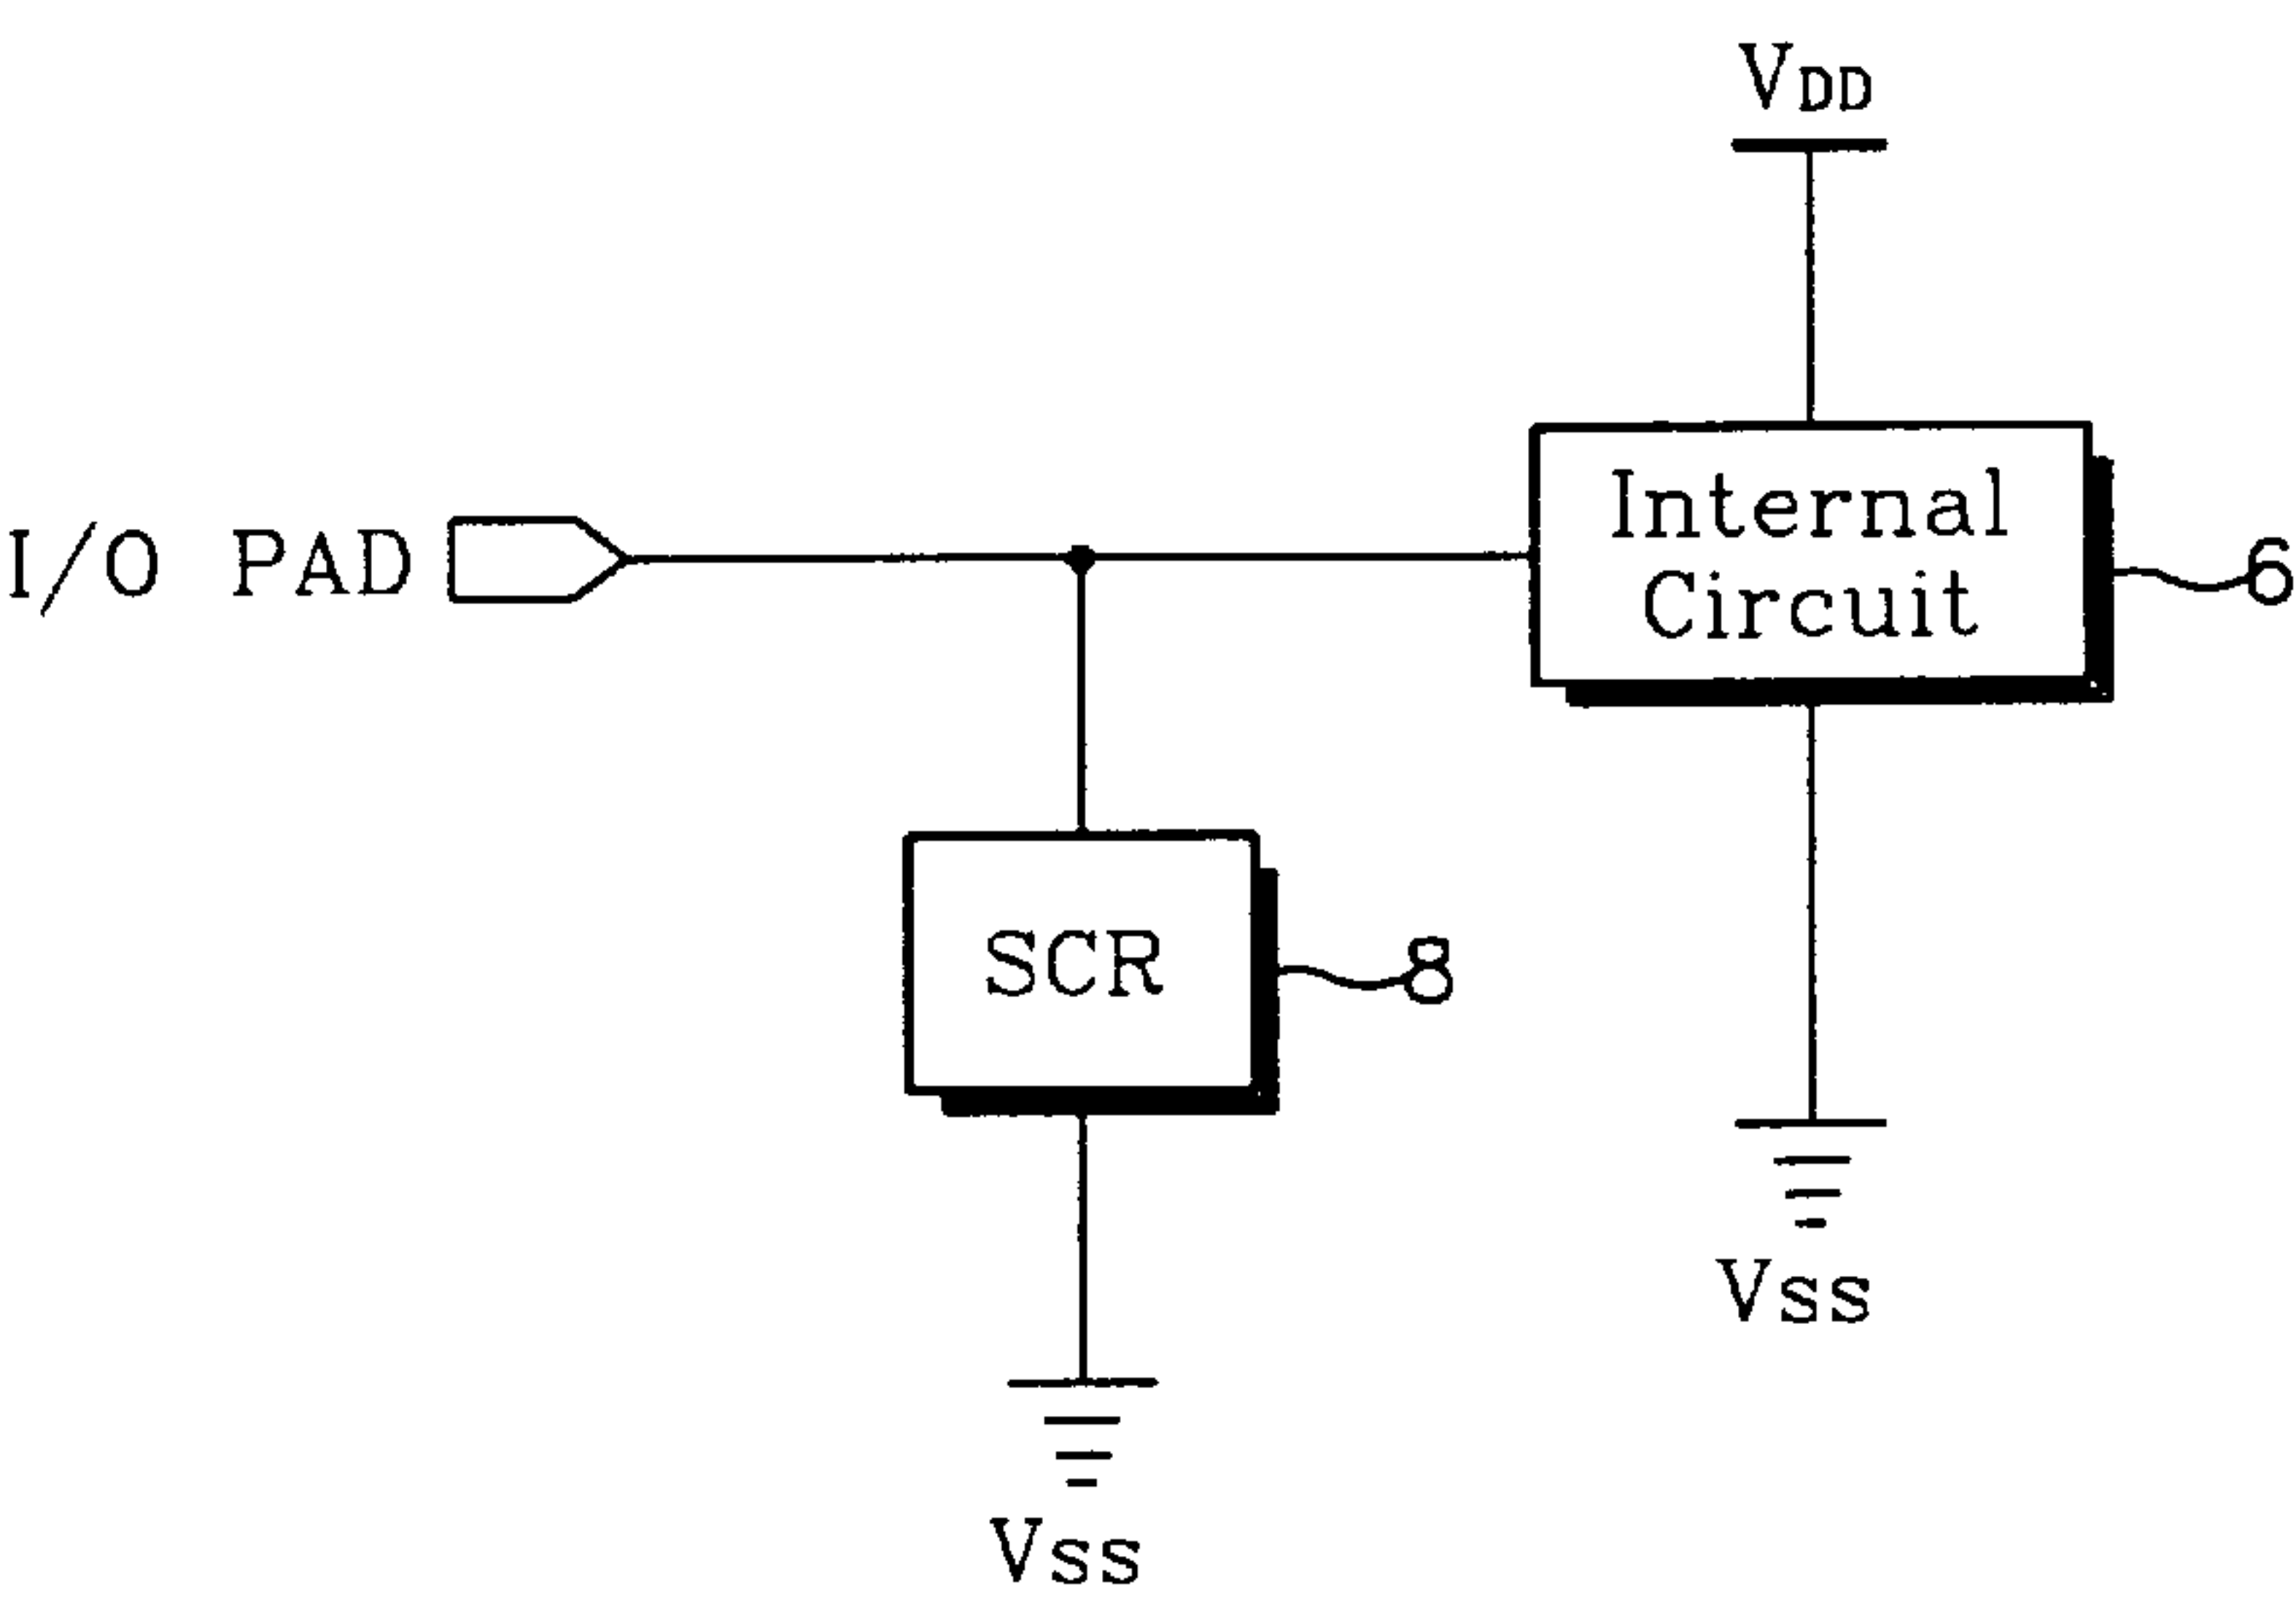 VDD
I/O PAD
Internal
Circuit
6
SCR
8
VSS
VSS